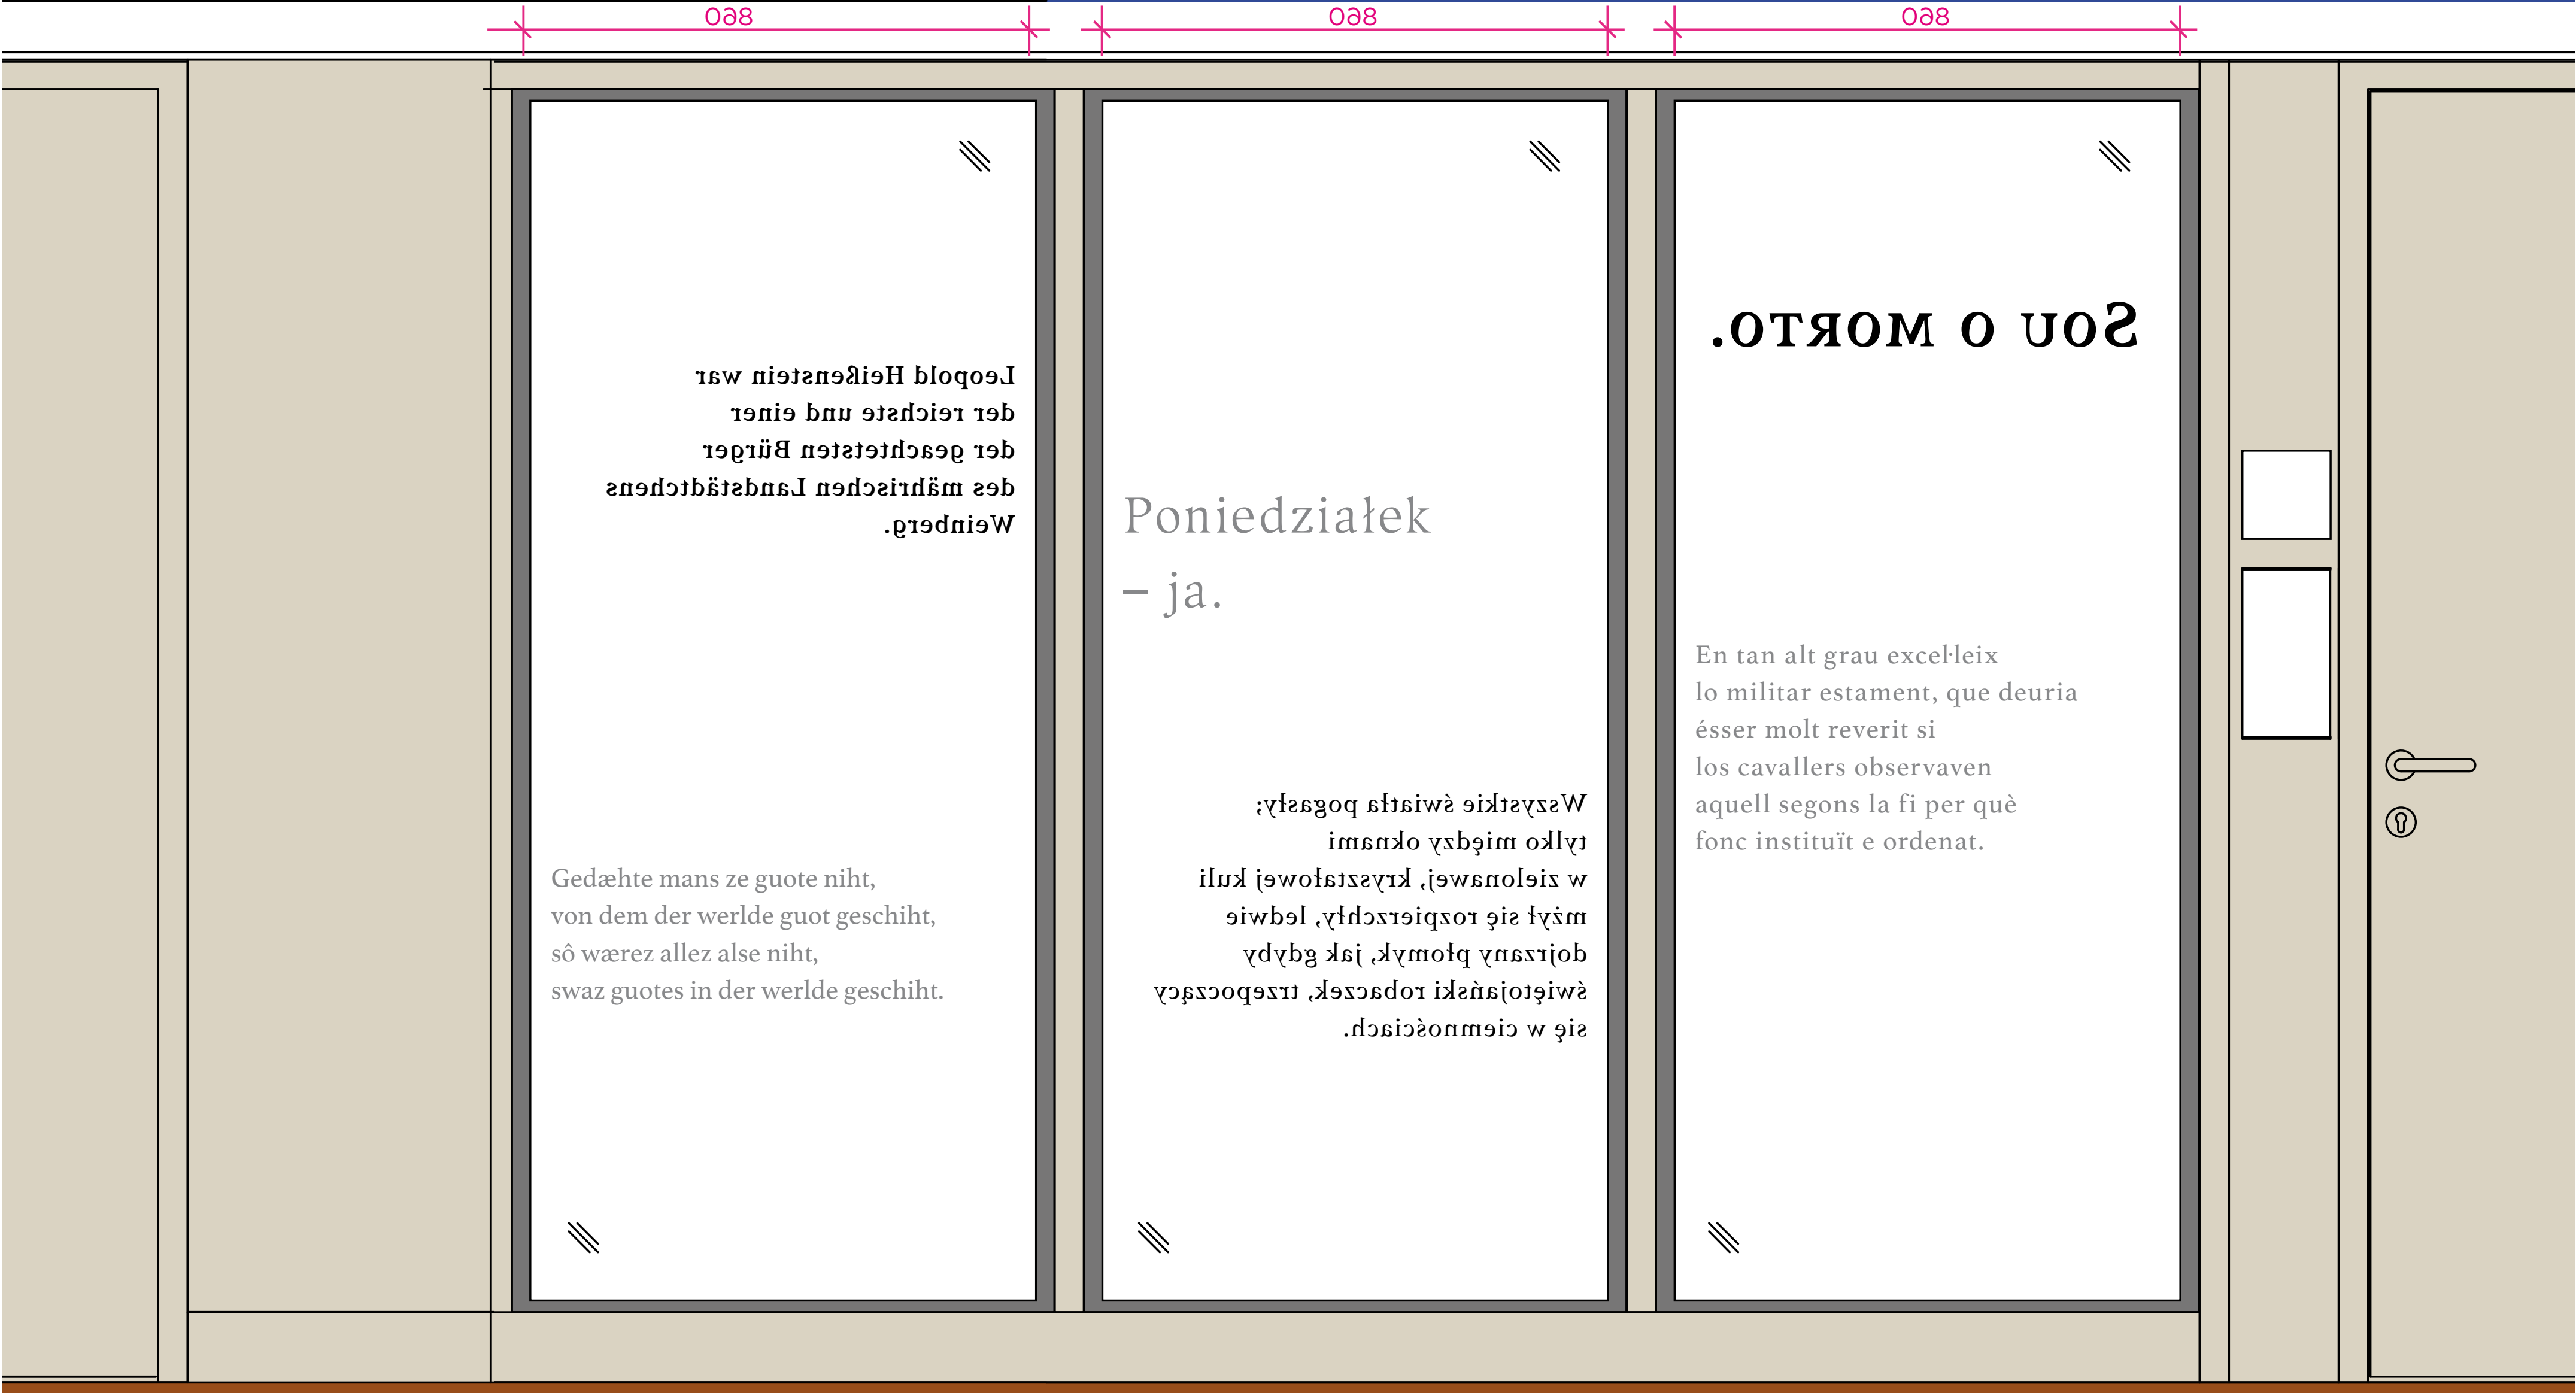 860
860
860
Leopold Heißenstein war
der reichste und einer
der geachtetsten Bürger
des mährischen Landstädtchens
Weinberg.
Gedæhte mans ze guote niht,
von dem der werlde guot geschiht,
sô wærez allez alse niht,
swaz guotes in der werlde geschiht.
Poniedziałek
– ja.
Wszystkie światła pogasły;
tylko między oknami
w zielonawej, kryształowej kuli
mżył się rozpierzchły, ledwie
dojrzany płomyk, jak gdyby
świętojański robaczek, trzepoczący
się w ciemnościach.
Sou o morto.
En tan alt grau excel·leix
lo militar estament, que deuria
ésser molt reverit si
los cavallers observaven
aquell segons la fi per què
fonc instituït e ordenat.